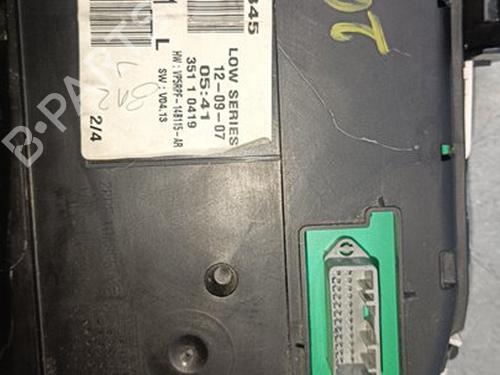 845
L
LOW SERIES
12-09-07
05:41
351 1 0419
HW : VP5RPF-14B115-AR
SW : V04.13
2/4
B-PARTS